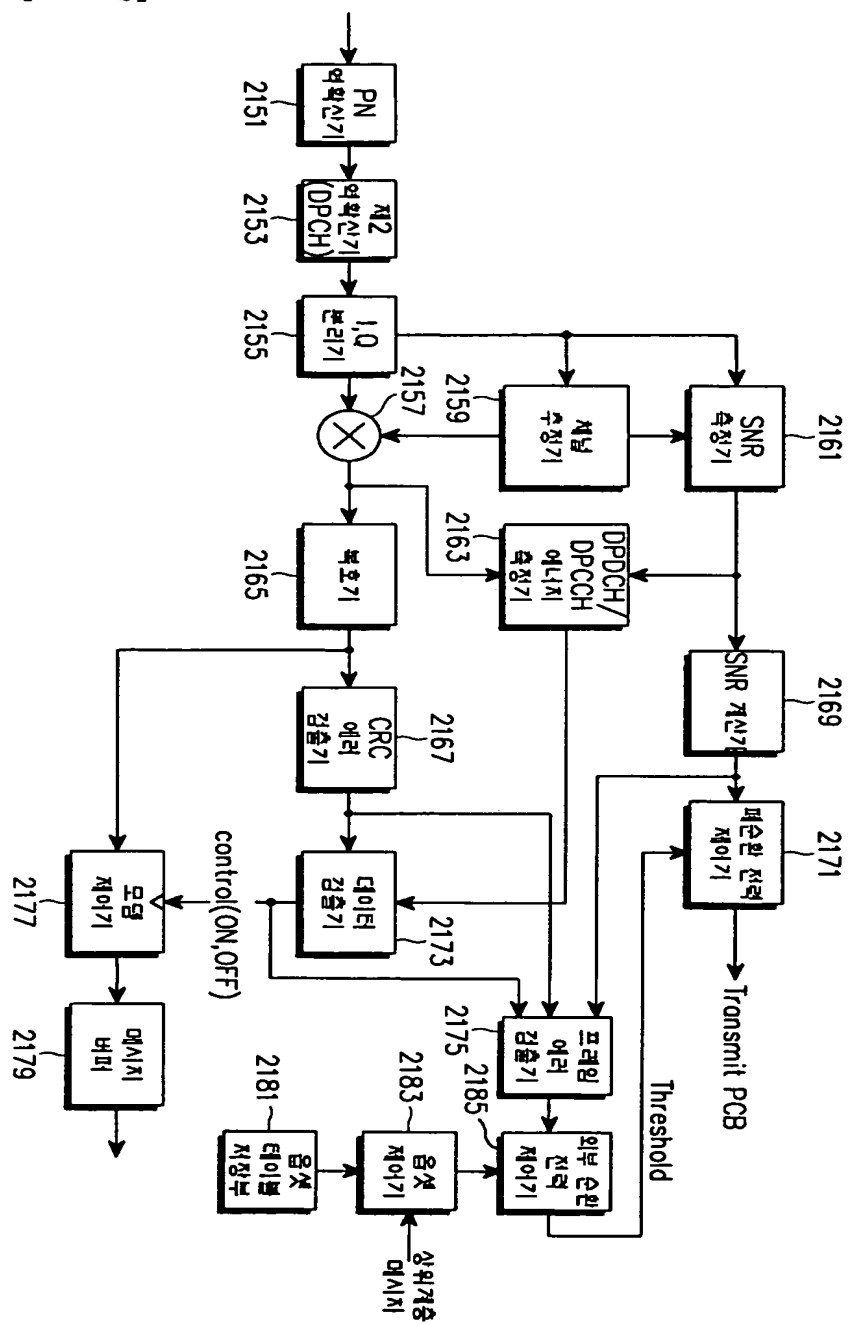 PN
역확산기
2151
제2
역확산기
(DPCH)
2153
I,Q
분리기
2155
2157
채널
추정기
2159
SNR
측정기
2161
DPDCH/
DPCCH
에너지
측정기
2163
복호기
2165
CRC
에러
검출기
2167
SNR 계산기
2169
폐순환 전력
제어기
2171
Transmit PCB
데이터
검출기
2173
control(ON,OFF)
프레임
에러
검출기
2175
모뎀
제어기
2177
메시지
버퍼
2179
옵셋
테이블
저장부
2181
옵셋
제어기
2183
상위계층
메시지
외부 순환
전력
제어기
2185
Threshold